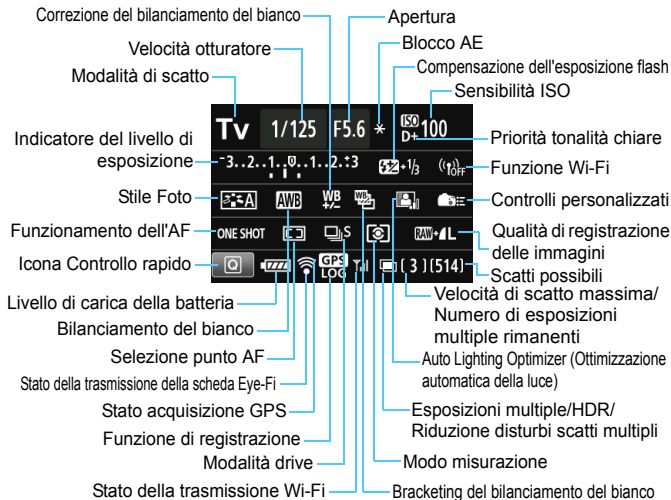 Correzione del bilanciamento del bianco
Apertura
Velocità otturatore
Blocco AE
Modalità di scatto
Compensazione dell'esposizione flash
Sensibilità ISO
Tv 1/125 F5.6 * ISO 100
D+
Priorità tonalità chiare
Indicatore del livello di
esposizione
-3..2..1..0..1..2..+3 +1/3 OFF
Funzione Wi-Fi
Stile Foto
A AWB WB +/- WB
Controlli personalizzati
Funzionamento dell'AF
ONE SHOT S RAW+L
Qualità di registrazione
delle immagini
Icona Controllo rapido
Q GPS LOG [ 3 ] [514]
Scatti possibili
Livello di carica della batteria
Velocità di scatto massima/
Numero di esposizioni
multiple rimanenti
Bilanciamento del bianco
Selezione punto AF
Auto Lighting Optimizer (Ottimizzazione
automatica della luce)
Stato della trasmissione della scheda Eye-Fi
Stato acquisizione GPS
Esposizioni multiple/HDR/
Riduzione disturbi scatti multipli
Funzione di registrazione
Modalità drive
Modo misurazione
Stato della trasmissione Wi-Fi
Bracketing del bilanciamento del bianco